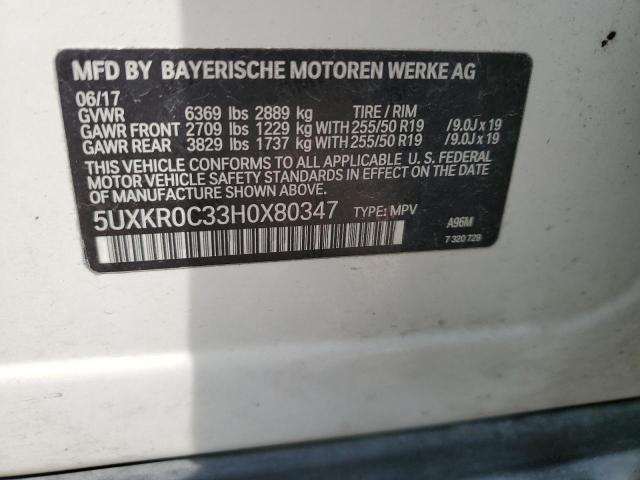 MFD BY BAYERISCHE MOTOREN WERKE AG
06/17
GVWR 6369 lbs 2889 kg TIRE / RIM
GAWR FRONT 2709 lbs 1229 kg WITH 255/50 R19 / 9.0J x 19
GAWR REAR 3829 lbs 1737 kg WITH 255/50 R19 / 9.0J x 19
THIS VEHICLE CONFORMS TO ALL APPLICABLE U. S. FEDERAL
MOTOR VEHICLE SAFETY STANDARDS IN EFFECT ON THE DATE
OF MANUFACTURE SHOWN ABOVE.
5UXKR0C33H0X80347 TYPE: MPV A96M
7 320 729